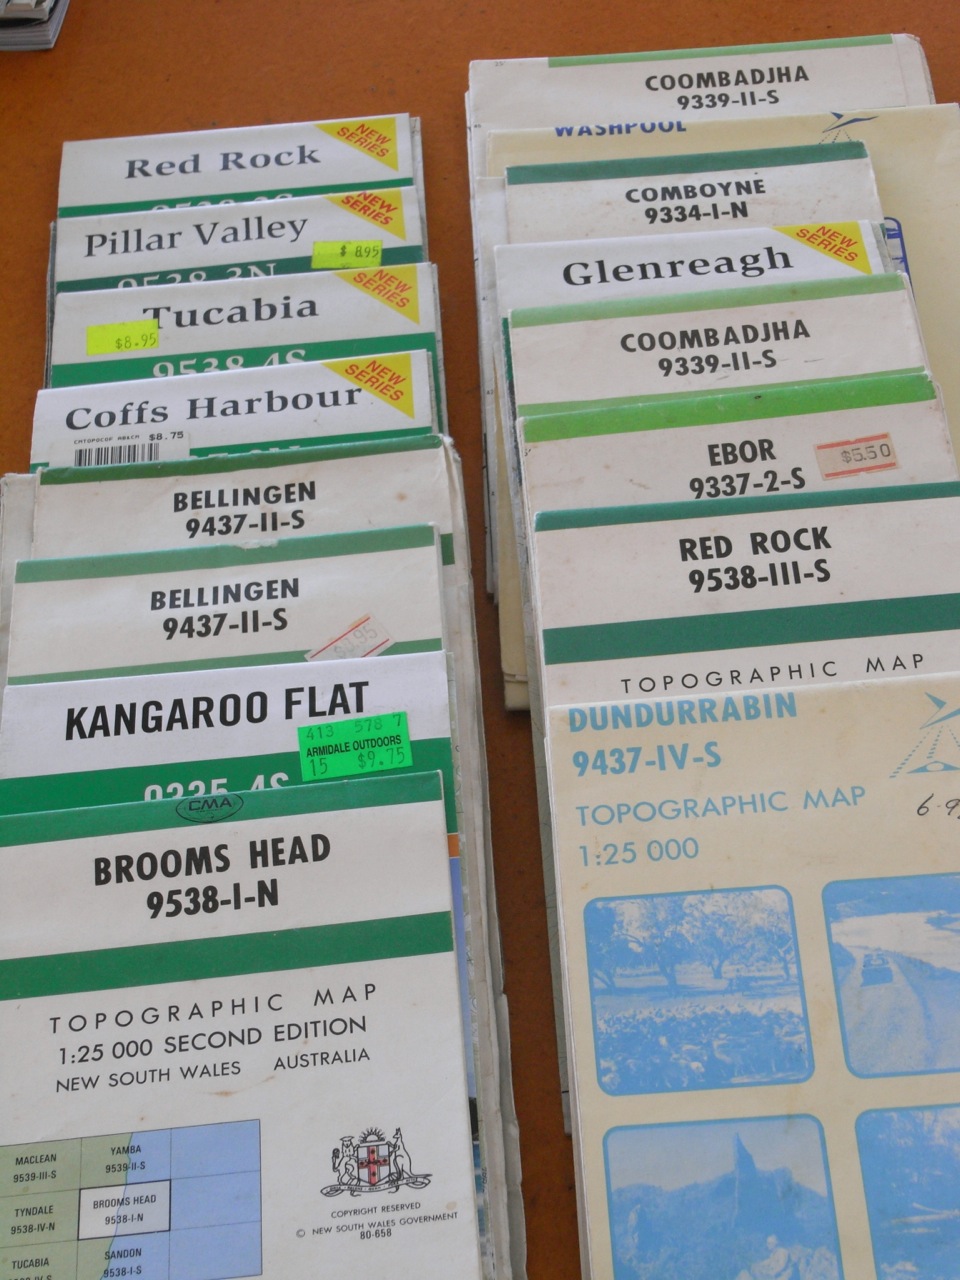 Red Rock
NEW SERIES
Pillar Valley
NEW SERIES
$ 8.95
9538-3N
Tucabia
NEW SERIES
$8.95
9538-4S
Coffs Harbour
NEW SERIES
$8.75
BELLINGEN
9437-II-S
BELLINGEN
9437-II-S
KANGAROO FLAT
413 578 7
ARMIDALE OUTDOORS
15 $9.75
CMA
BROOMS HEAD
9538-I-N
TOPOGRAPHIC MAP
1:25 000 SECOND EDITION
NEW SOUTH WALES AUSTRALIA
MACLEAN
9539-III-S
YAMBA
9539-II-S
TYNDALE
9538-IV-N
BROOMS HEAD
9538-I-N
TUCABIA
SANDON
9538-I-S
COPYRIGHT RESERVED
© NEW SOUTH WALES GOVERNMENT
80-658
COOMBADJHA
9339-II-S
WASHPOOL
COMBOYNE
9334-I-N
Glenreagh
NEW SERIES
COOMBADJHA
9339-II-S
EBOR
9337-2-S
$5.50
RED ROCK
9538-III-S
TOPOGRAPHIC MAP
DUNDURRABIN
9437-IV-S
TOPOGRAPHIC MAP
1:25 000